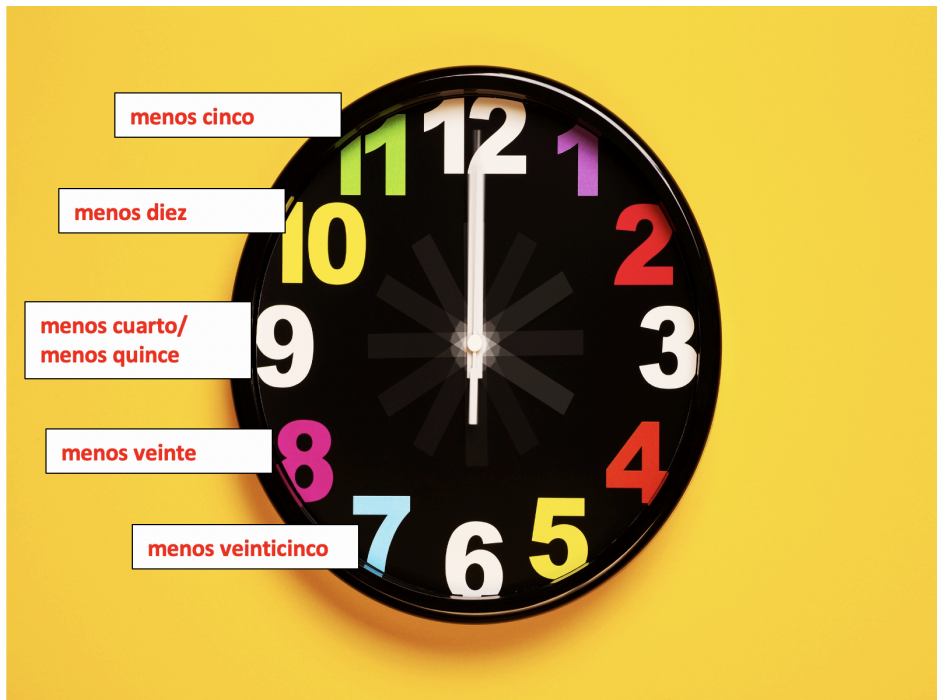 menos cinco
menos diez
menos cuarto/
menos quince
menos veinte
menos veinticinco
12
11
1
10
2
9
3
8
4
7
5
6